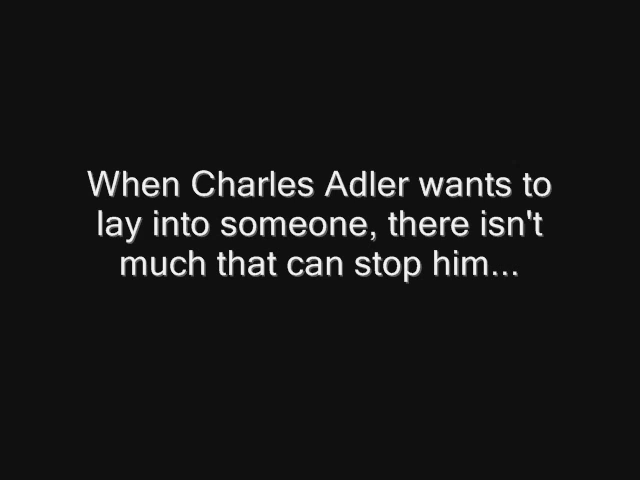 When Charles Adler wants to
lay into someone, there isn't
much that can stop him...